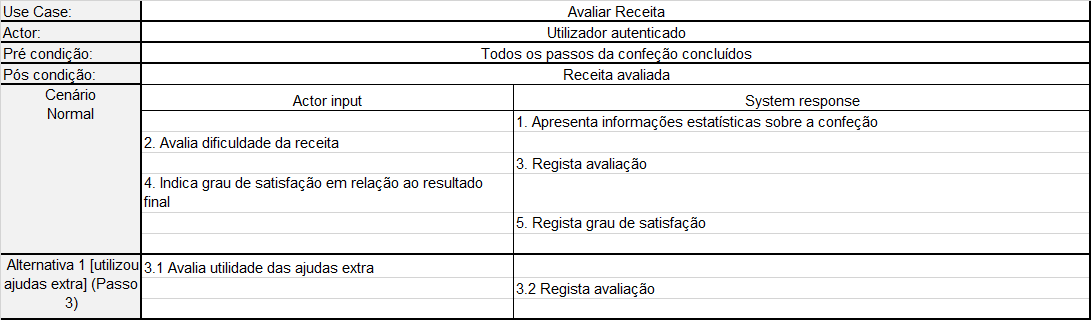 Use Case: Avaliar Receita
Actor: Utilizador autenticado
Pré condição: Todos os passos da confeção concluídos
Pós condição: Receita avaliada
Cenário
Normal
Actor input System response
1. Apresenta informações estatísticas sobre a confeção
2. Avalia dificuldade da receita
3. Regista avaliação
4. Indica grau de satisfação em relação ao resultado
final
5. Regista grau de satisfação
Alternativa 1 [utilizou
ajudas extra] (Passo
3)
3.1 Avalia utilidade das ajudas extra
3.2 Regista avaliação